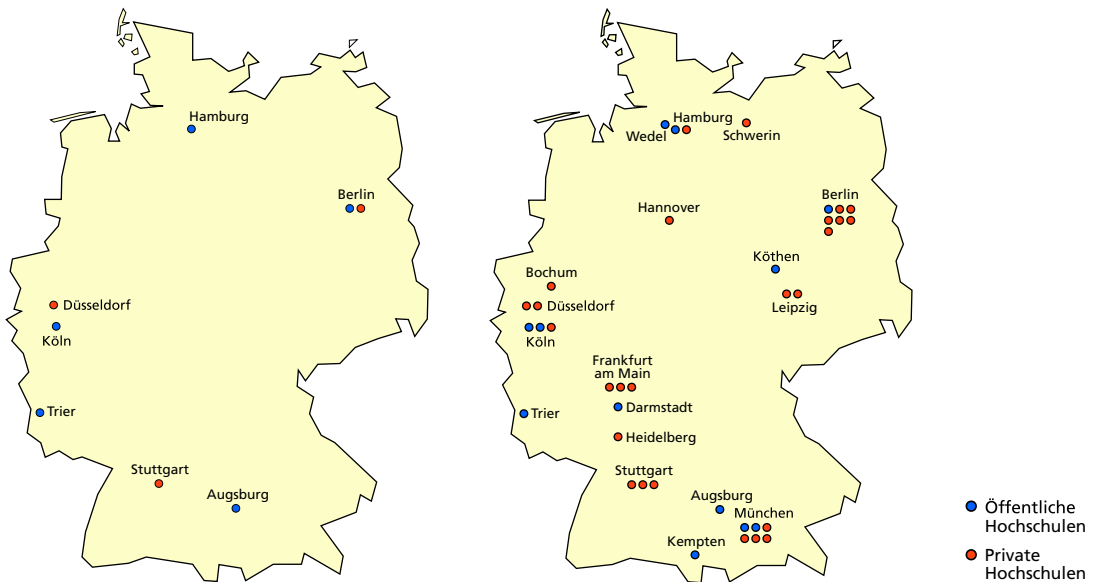 Hamburg
Berlin
Düsseldorf
Köln
Trier
Stuttgart
Augsburg
Hamburg
Wedel
Schwerin
Berlin
Hannover
Köthen
Bochum
Leipzig
Düsseldorf
Köln
Frankfurt
am Main
Trier
Darmstadt
Heidelberg
Stuttgart
Augsburg
München
Kempten
Öffentliche
Hochschulen
Private
Hochschulen